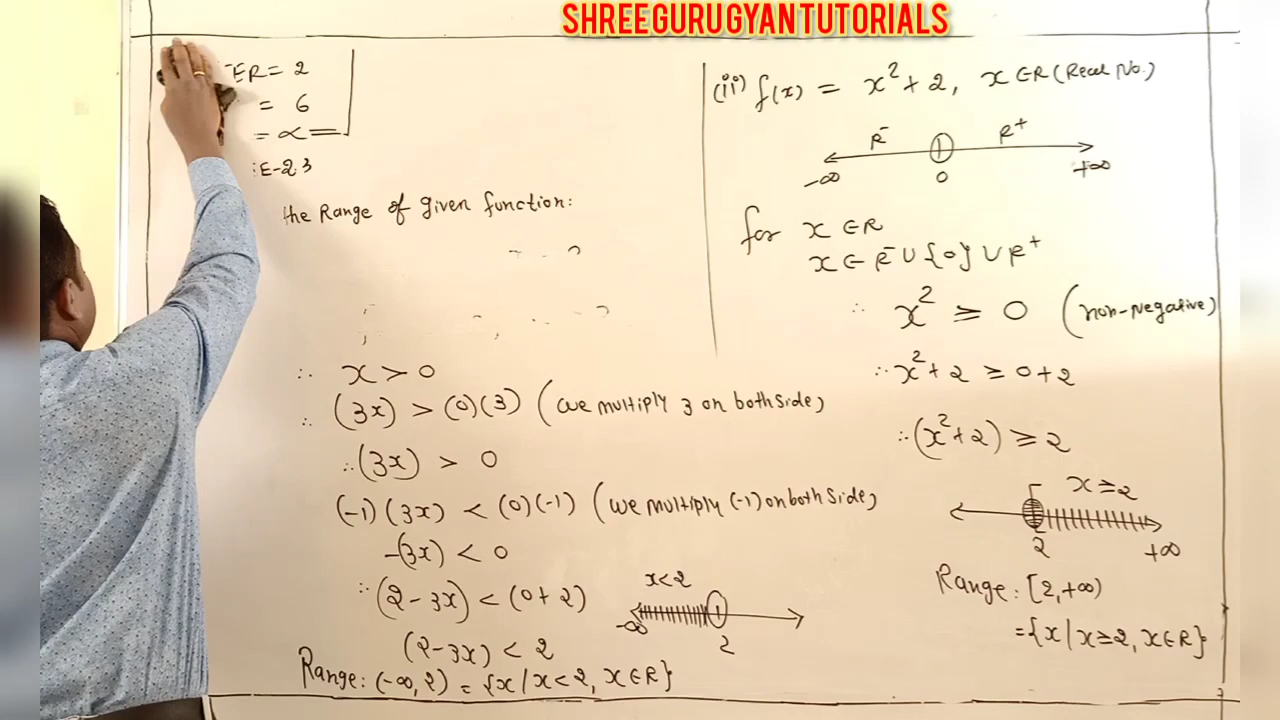 SHREE GURU GYAN TUTORIALS
ER = 2
= 6
= α =
:E-23
the Range of given function:
∴ x > 0
∴ (3x) > (0)(3) (we multiply 3 on both side)
∴ (3x) > 0
(-1)(3x) < (0)(-1) (we multiply (-1) on both side)
-(3x) < 0
∴ (2-3x) < (0+2)
x<2
-∞ 2
(2-3x) < 2
Range: (-∞, 2) = {x / x < 2, x ∈ R}
(ii) f(x) = x² + 2, x ∈ R (Real No.)
R⁻ R⁺
-∞ 0 +∞
for x ∈ R
x ∈ R⁻ ∪ {0} ∪ R⁺
∴ x² ≥ 0 (non-negative)
∴ x² + 2 ≥ 0+2
∴ (x²+2) ≥ 2
x ≥ 2
2 +∞
Range: [2, +∞)
= {x / x ≥ 2, x ∈ R}